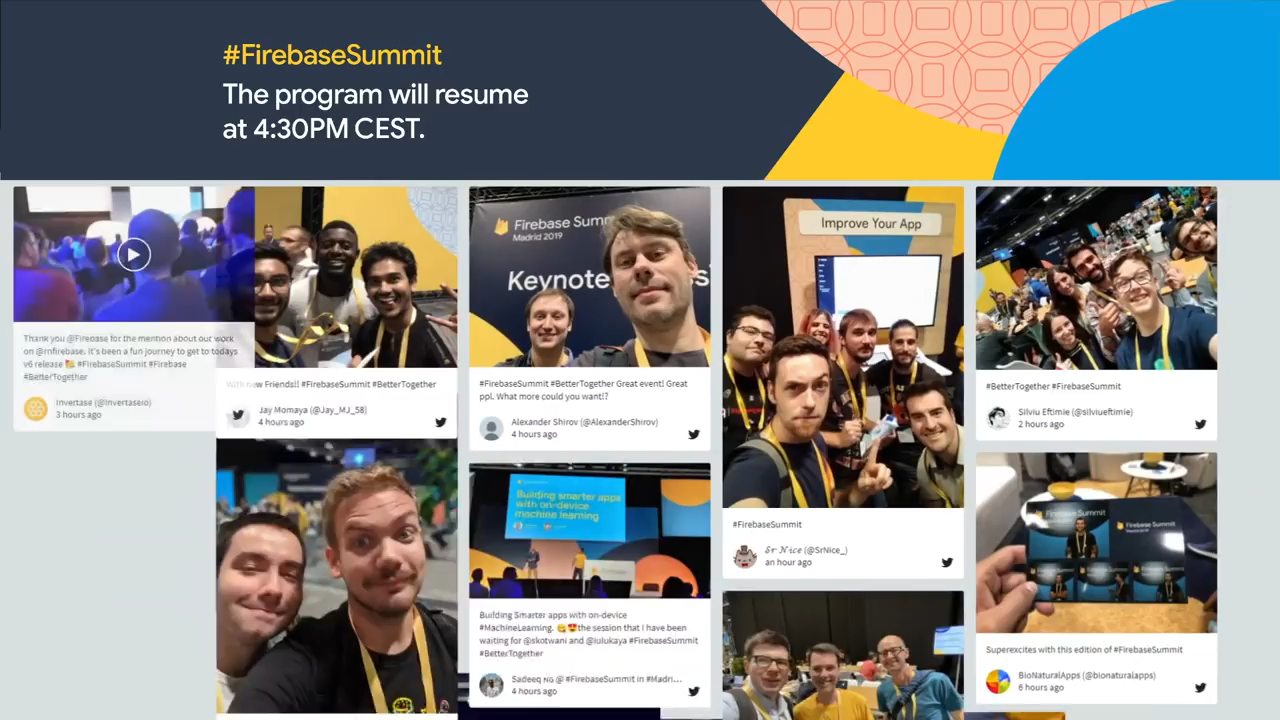 #FirebaseSummit
The program will resume
at 4:30PM CEST.
Thank you @Firebase for the mention about our work
on @rnfirebase. It's been a fun journey to get to todays
v6 release 🥰 #FirebaseSummit #Firebase
#BetterTogether
Invertase (@invertaseio)
3 hours ago
With new Friends!! #FirebaseSummit #BetterTogether
Jay Momaya (@Jay_MJ_58)
4 hours ago
Firebase Summ
Madrid 2019
Keynote
#FirebaseSummit #BetterTogether Great event! Great
ppl. What more could you want!?
Alexander Shirov (@AlexanderShirov)
4 hours ago
Building smarter apps
with on-device
machine learning
Building Smarter apps with on-device
#MachineLearning. 😋😍the session that I have been
waiting for @skotwani and @lulukaya #FirebaseSummit
#BetterTogether
Sadeeq NG @ #FirebaseSummit in #Madri...
4 hours ago
Improve Your App
#FirebaseSummit
𝓢𝓻 𝓝𝓲𝓬𝓮 (@SrNice_)
an hour ago
#BetterTogether #FirebaseSummit
Silviu Eftimie (@silviueftimie)
2 hours ago
Firebase Summit
Firebase Summit
Superexcites with this edition of #FirebaseSummit
BioNaturalApps (@bionaturalapps)
6 hours ago